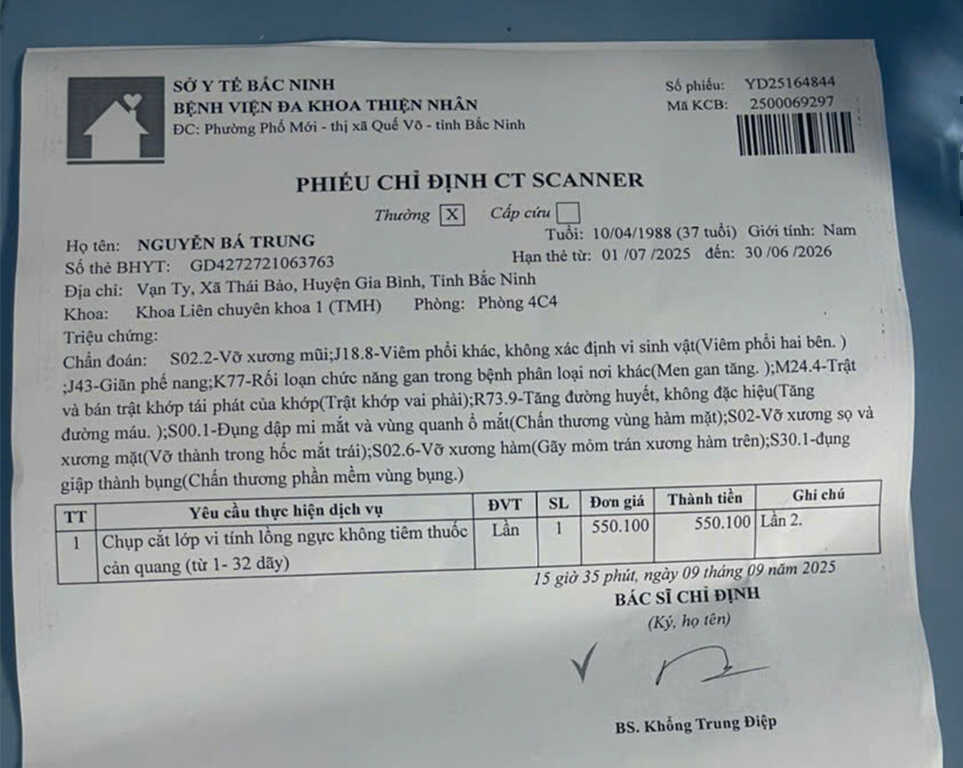 SỞ Y TẾ BẮC NINH
BỆNH VIỆN ĐA KHOA THIỆN NHÂN
ĐC: Phường Phố Mới - thị xã Quế Võ - tỉnh Bắc Ninh
Số phiếu: YD25164844
Mã KCB: 2500069297
PHIẾU CHỈ ĐỊNH CT SCANNER
Thường X Cấp cứu
Họ tên: NGUYỄN BÁ TRUNG Tuổi: 10/04/1988 (37 tuổi) Giới tính: Nam
Số thẻ BHYT: GD4272721063763 Hạn thẻ từ: 01 /07 /2025 đến: 30 /06 /2026
Địa chỉ: Vạn Ty, Xã Thái Bảo, Huyện Gia Bình, Tỉnh Bắc Ninh
Khoa: Khoa Liên chuyên khoa 1 (TMH) Phòng: Phòng 4C4
Triệu chứng:
Chẩn đoán: S02.2-Vỡ xương mũi;J18.8-Viêm phổi khác, không xác định vi sinh vật(Viêm phổi hai bên. )
;J43-Giãn phế nang;K77-Rối loạn chức năng gan trong bệnh phân loại nơi khác(Men gan tăng. );M24.4-Trật
và bán trật khớp tái phát của khớp(Trật khớp vai phải);R73.9-Tăng đường huyết, không đặc hiệu(Tăng
đường máu. );S00.1-Đụng dập mi mắt và vùng quanh ổ mắt(Chấn thương vùng hàm mặt);S02-Vỡ xương sọ và
xương mặt(Vỡ thành trong hốc mắt trái);S02.6-Vỡ xương hàm(Gãy mỏm trán xương hàm trên);S30.1-đụng
giập thành bụng(Chấn thương phần mềm vùng bụng.)
TT Yêu cầu thực hiện dịch vụ ĐVT SL Đơn giá Thành tiền Ghi chú
1 Chụp cắt lớp vi tính lồng ngực không tiêm thuốc Lần 1 550.100 550.100 Lần 2.
cản quang (từ 1- 32 dãy)
15 giờ 35 phút, ngày 09 tháng 09 năm 2025
BÁC SĨ CHỈ ĐỊNH
(Ký, họ tên)
BS. Khổng Trung Điệp